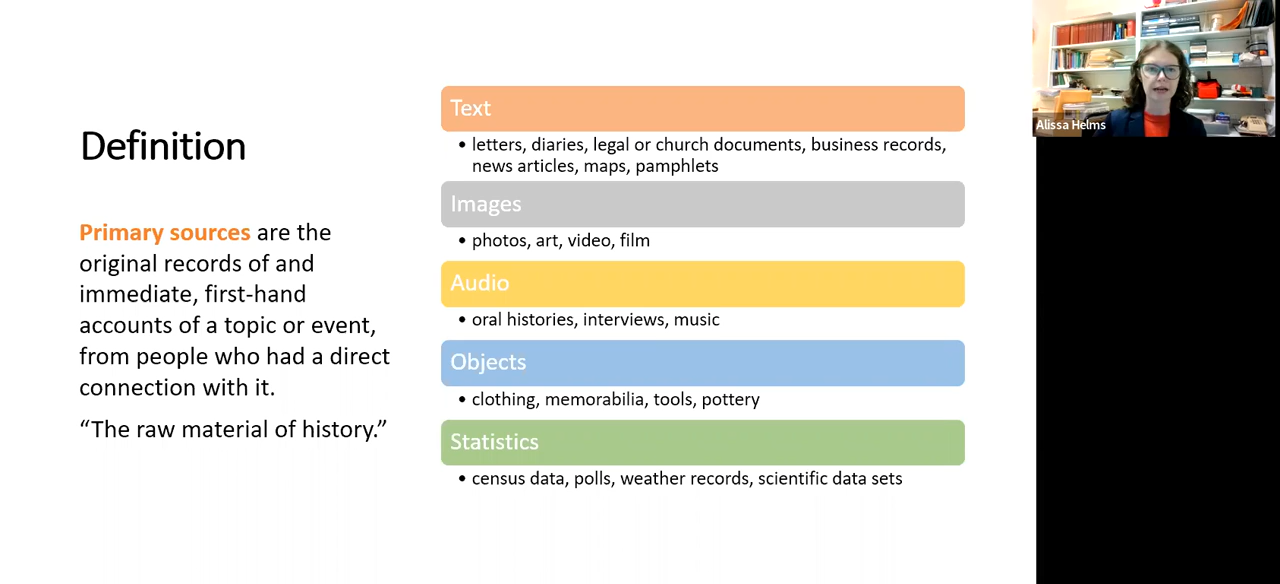 Definition
Primary sources are the
original records of and
immediate, first-hand
accounts of a topic or event,
from people who had a direct
connection with it.
“The raw material of history.”
Text
• letters, diaries, legal or church documents, business records,
news articles, maps, pamphlets
Images
• photos, art, video, film
Audio
• oral histories, interviews, music
Objects
• clothing, memorabilia, tools, pottery
Statistics
• census data, polls, weather records, scientific data sets
Alissa Helms